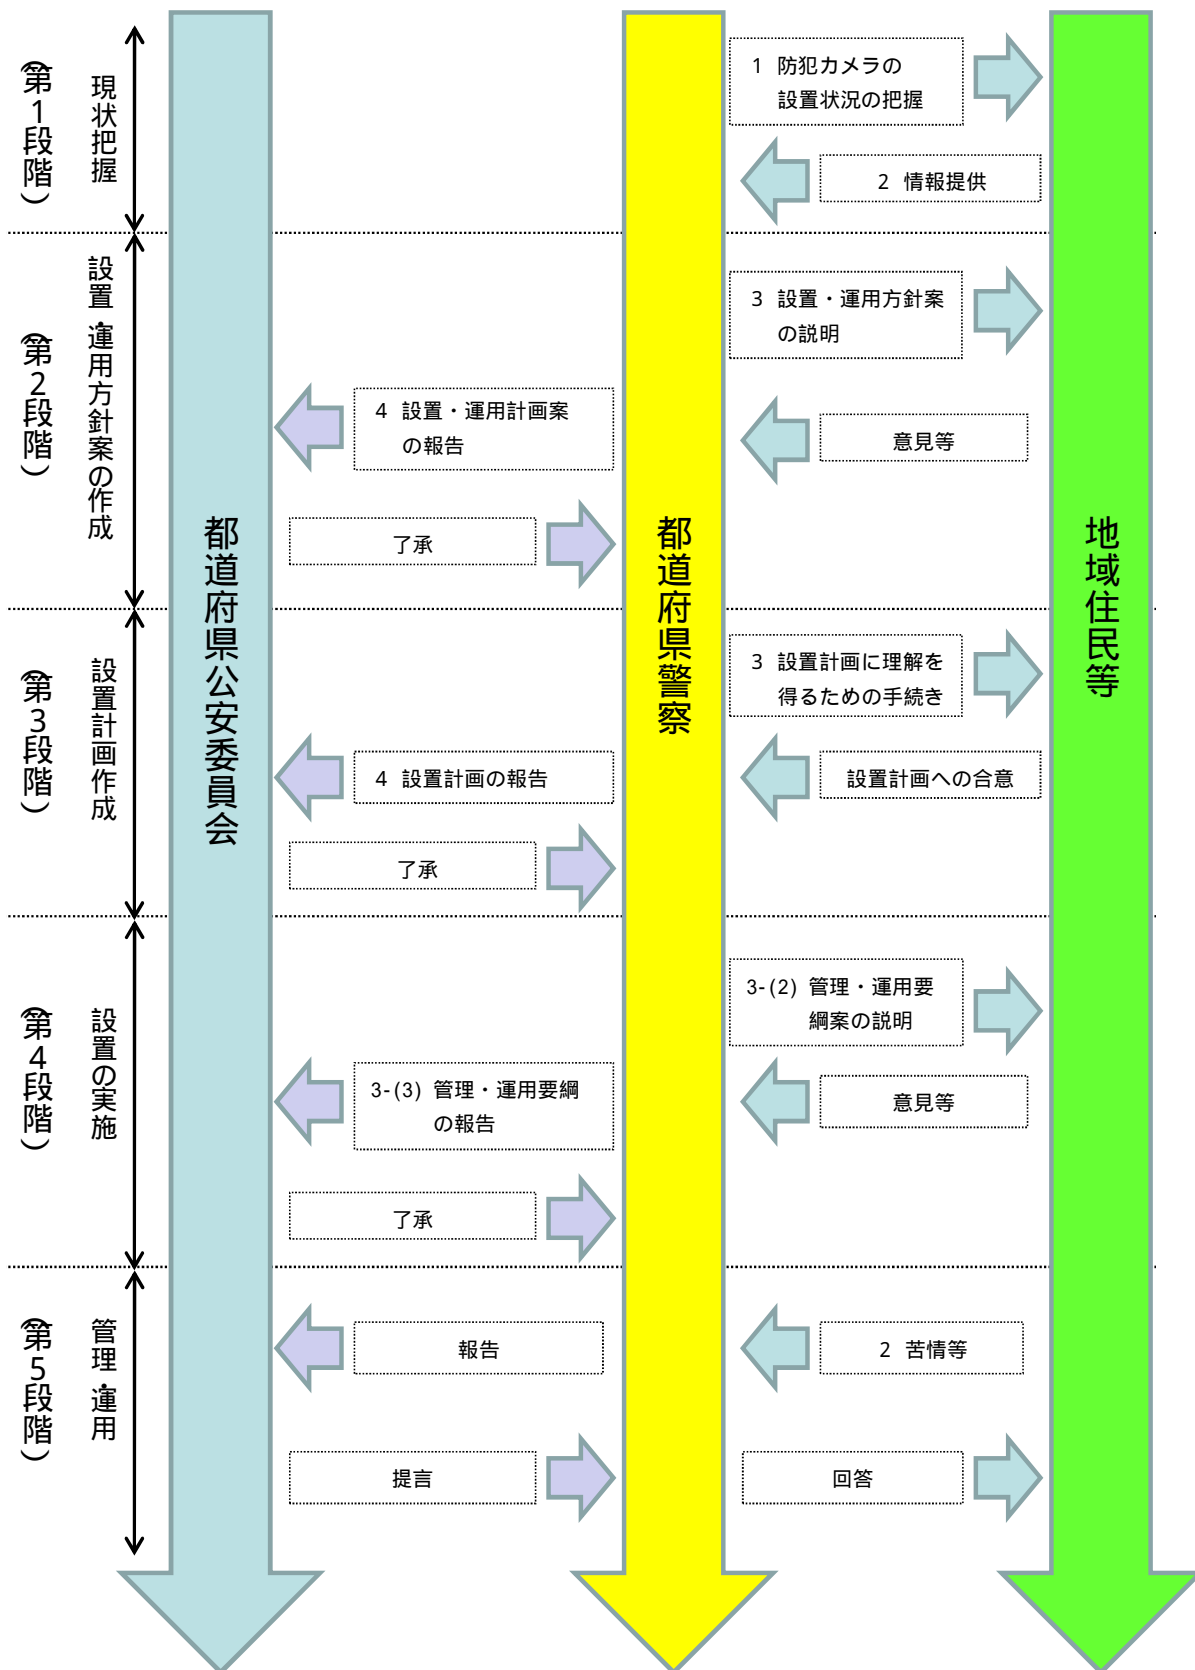 (第1段階)
現状把握
1 防犯カメラの
設置状況の把握
2 情報提供
(第2段階)
設置・運用方針案の作成
3 設置・運用方針案
の説明
4 設置・運用計画案
の報告
意見等
了承
都道府県公安委員会
都道府県警察
地域住民等
(第3段階)
設置計画作成
3 設置計画に理解を
得るための手続き
4 設置計画の報告
設置計画への合意
了承
(第4段階)
設置の実施
3-(2) 管理・運用要
綱案の説明
3-(3) 管理・運用要綱
の報告
意見等
了承
(第5段階)
管理・運用
報告
2 苦情等
提言
回答